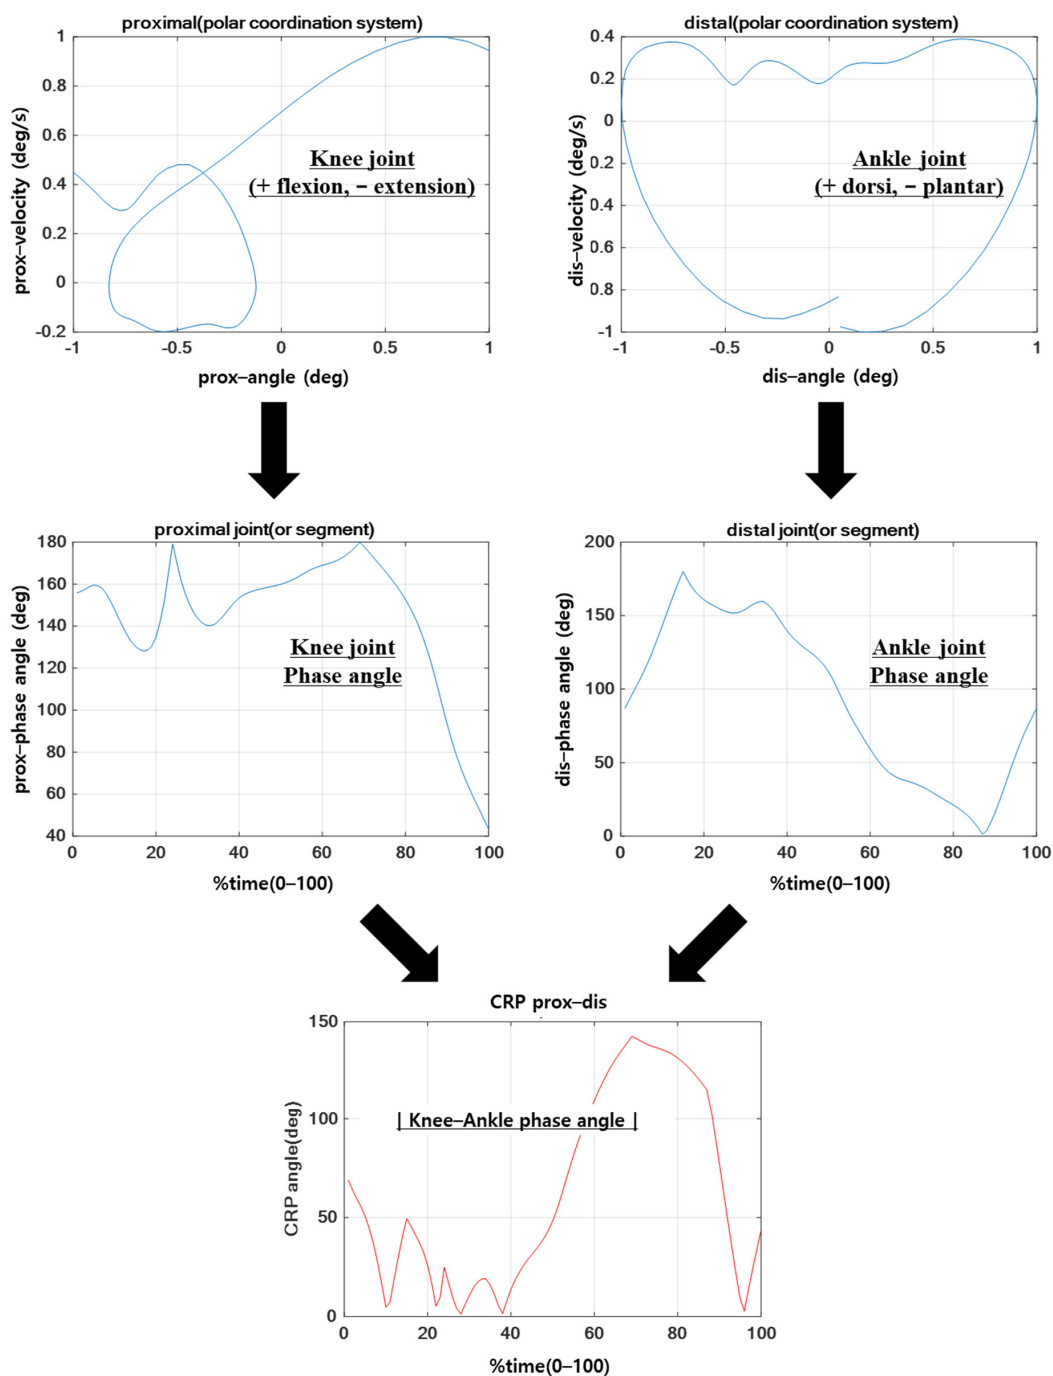 proximal(polar coordination system)
1
0.8
0.6
0.4
0.2
0
-0.2
-1
-0.5
0
0.5
1
prox–velocity (deg/s)
prox–angle (deg)
Knee joint
(+ flexion, − extension)
distal(polar coordination system)
0.4
0.2
0
0.2
0.4
0.6
0.8
-1
-1
-0.5
0
0.5
1
dis–velocity (deg/s)
dis–angle (deg)
Ankle joint
(+ dorsi, − plantar)
proximal joint(or segment)
180
160
140
120
100
80
60
40
0
20
40
60
80
100
prox–phase angle (deg)
%time(0–100)
Knee joint
Phase angle
distal joint(or segment)
200
150
100
50
0
0
20
40
60
80
100
dis–phase angle (deg)
%time(0–100)
Ankle joint
Phase angle
CRP prox–dis
150
100
50
0
0
20
40
60
80
100
CRP angle(deg)
%time(0–100)
| Knee–Ankle phase angle |